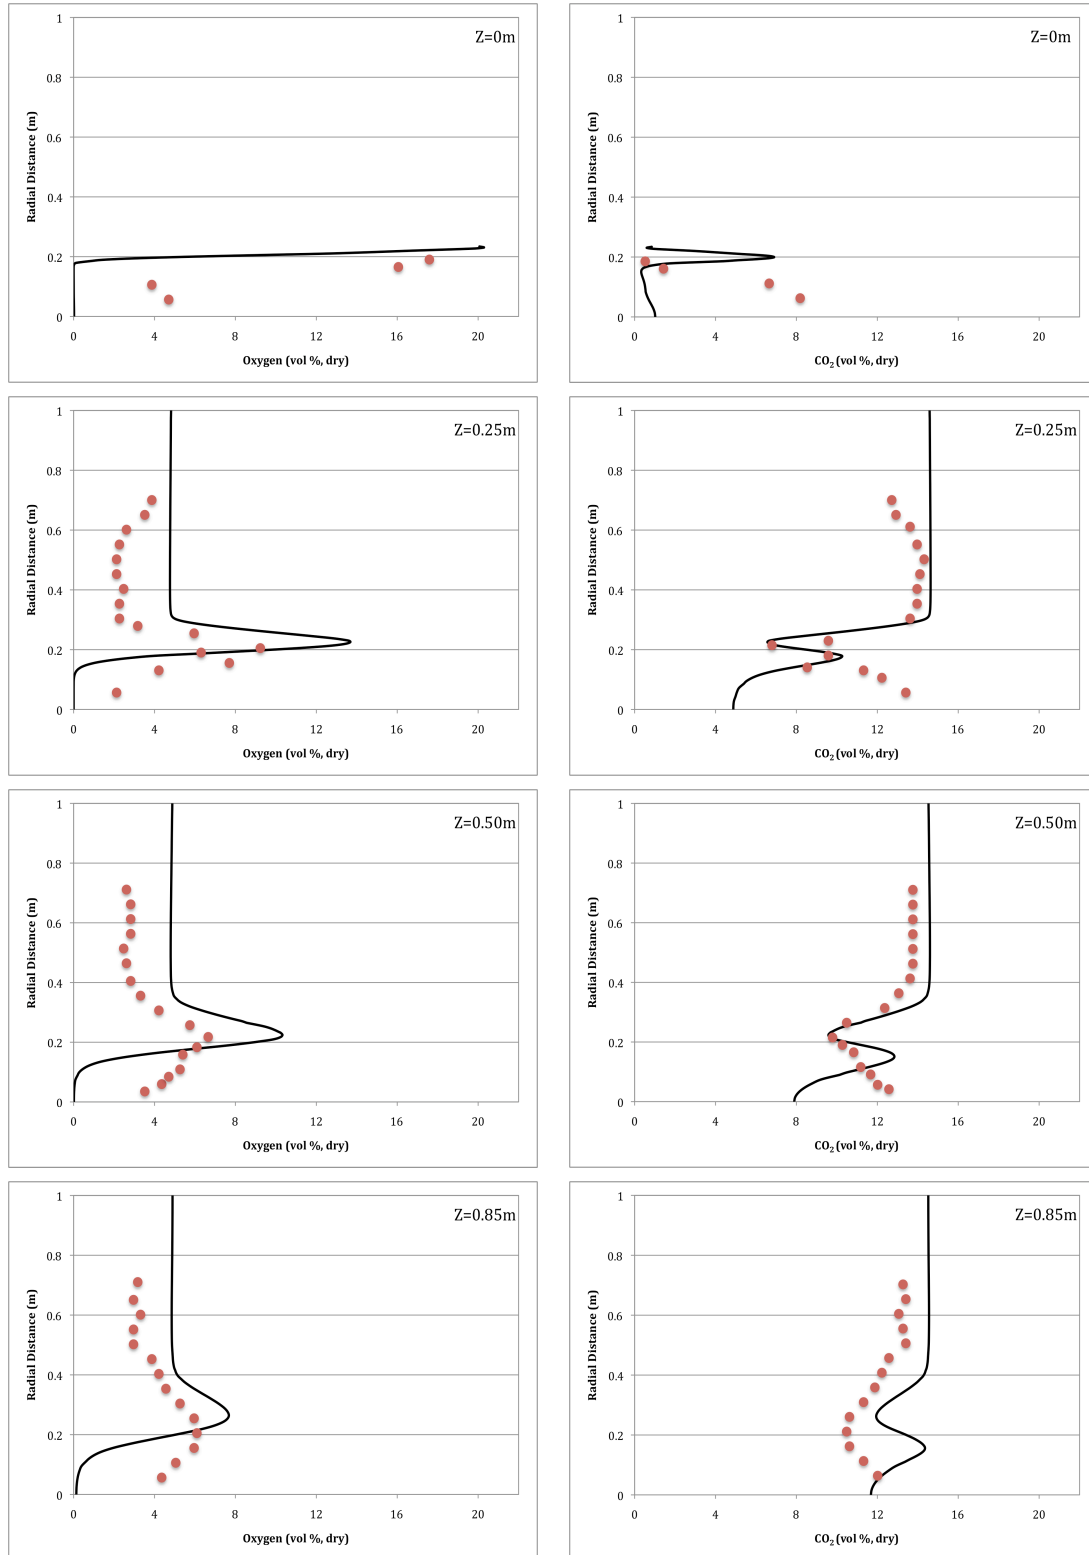 1
Z=0m
0.8
0.6
Radial Distance (m)
0.4
0.2
0
0 4 8 12 16 20
Oxygen (vol %, dry)
1
Z=0m
0.8
0.6
Radial Distance (m)
0.4
0.2
0
0 4 8 12 16 20
CO₂ (vol %, dry)
1
Z=0.25m
0.8
0.6
Radial Distance (m)
0.4
0.2
0
0 4 8 12 16 20
Oxygen (vol %, dry)
1
Z=0.25m
0.8
0.6
Radial Distance (m)
0.4
0.2
0
0 4 8 12 16 20
CO₂ (vol %, dry)
1
Z=0.50m
0.8
0.6
Radial Distance (m)
0.4
0.2
0
0 4 8 12 16 20
Oxygen (vol %, dry)
1
Z=0.50m
0.8
0.6
Radial Distance (m)
0.4
0.2
0
0 4 8 12 16 20
CO₂ (vol %, dry)
1
Z=0.85m
0.8
0.6
Radial Distance (m)
0.4
0.2
0
0 4 8 12 16 20
Oxygen (vol %, dry)
1
Z=0.85m
0.8
0.6
Radial Distance (m)
0.4
0.2
0
0 4 8 12 16 20
CO₂ (vol %, dry)